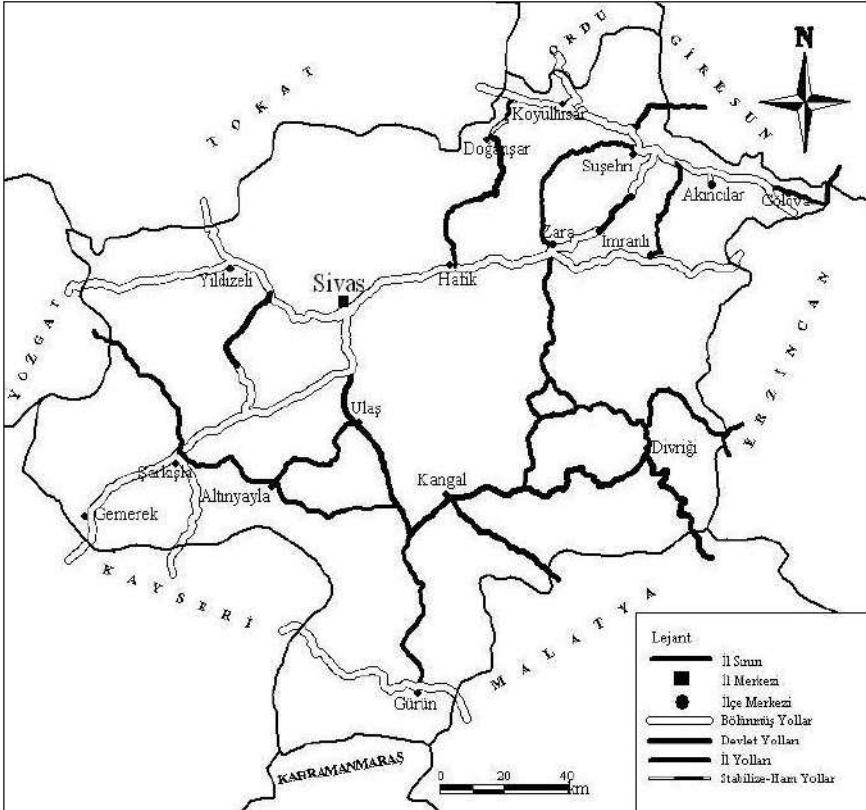 ORDU
GİRESUN
N
TOKAT
Koyulhisar
Doğanşar
Suşehri
Akıncılar
Gölova
Zara
İmranlı
Yıldızeli
Sivas
Hafik
YOZGAT
ERZİNCAN
Ulaş
Divriği
Şarkışla
Altınyayla
Kangal
Gemerek
KAYSERİ
MALATYA
Gürün
KAHRAMANMARAŞ
0 20 40
km
Lejant
İl Sınırı
İl Merkezi
İlçe Merkezi
Bölünmüş Yollar
Devlet Yolları
İl Yolları
Stabilize-Ham Yollar